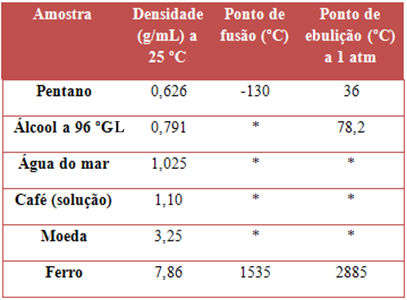 Amostra Densidade (g/mL) a 25 °C Ponto de fusão (°C) Ponto de ebulição (°C) a 1 atm
Pentano 0,626 -130 36
Álcool a 96 °GL 0,791 * 78,2
Água do mar 1,025 * *
Café (solução) 1,10 * *
Moeda 3,25 * *
Ferro 7,86 1535 2885